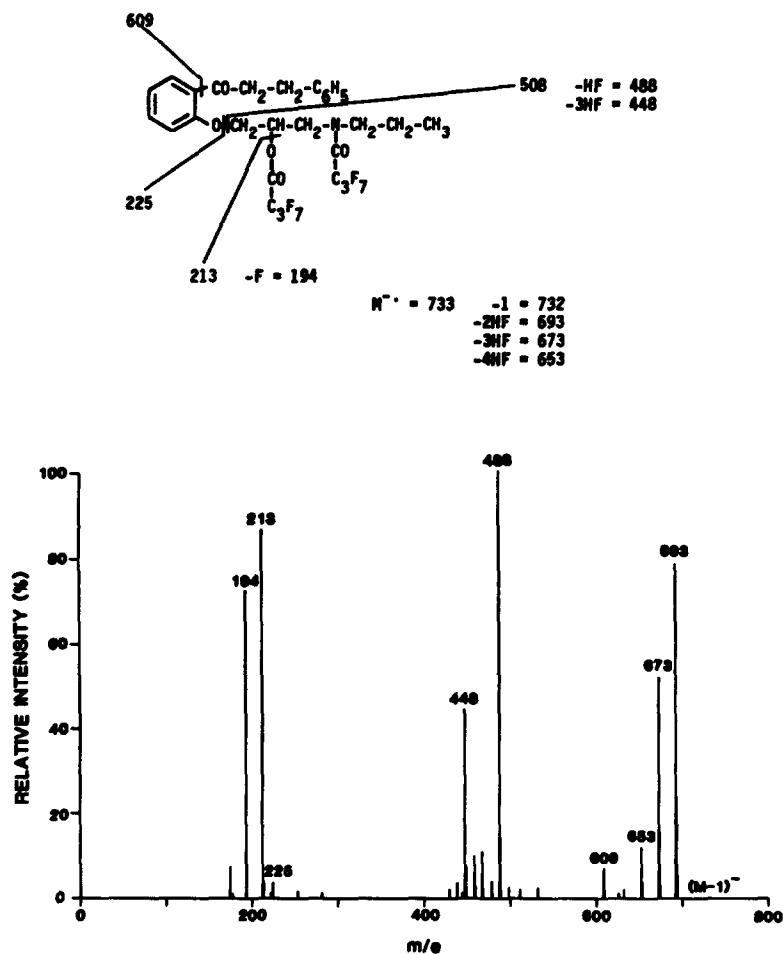 609
CO-CH2-CH2-C6H5
508 -HF = 488
-3HF = 448
O CH2-CH-CH2-N-CH2-CH2-CH3
O CO
CO C3F7
C3F7
225
213 -F = 194
M-· = 733 -1 = 732
-2HF = 693
-3HF = 673
-4HF = 653
RELATIVE INTENSITY (%)
100
80
60
40
20
0
194
213
225
448
488
609
653
673
693
(M-1)-
0 200 400 600 800
m/e